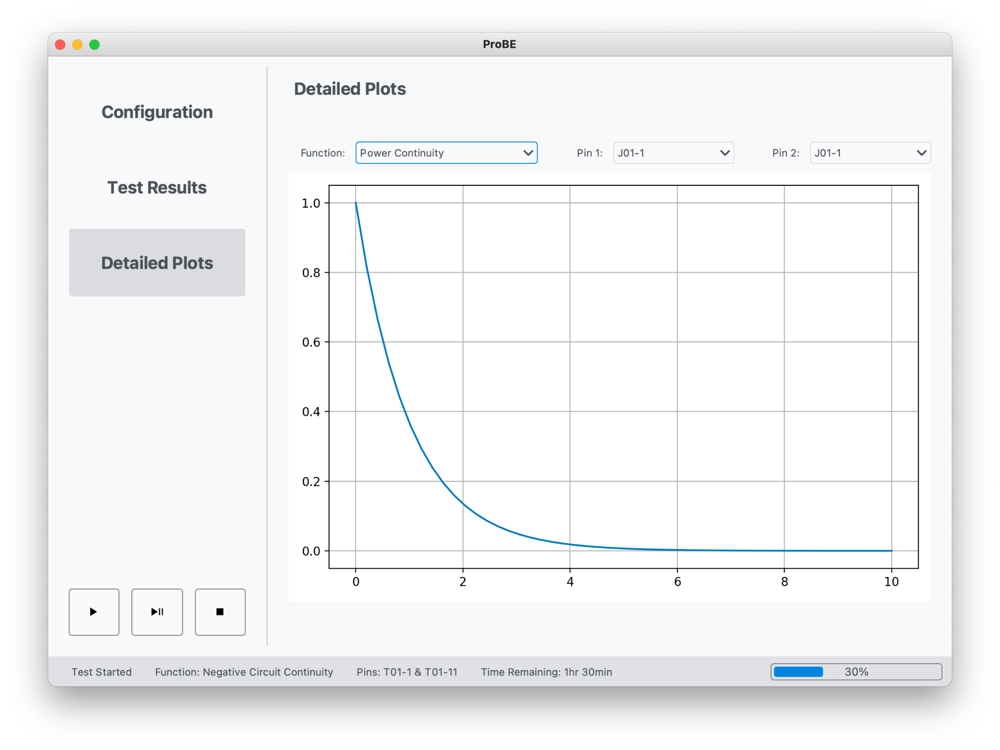 ProBE
Configuration
Test Results
Detailed Plots
Detailed Plots
Function: Power Continuity Pin 1: J01-1 Pin 2: J01-1
1.0
0.8
0.6
0.4
0.2
0.0
0 2 4 6 8 10
Test Started Function: Negative Circuit Continuity Pins: T01-1 & T01-11 Time Remaining: 1hr 30min 30%